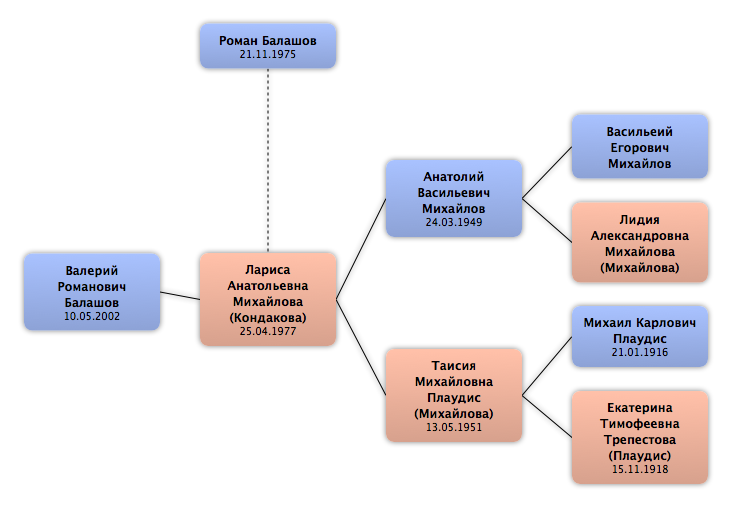 Роман Балашов
21.11.1975
Валерий
Романович
Балашов
10.05.2002
Лариса
Анатольевна
Михайлова
(Кондакова)
25.04.1977
Анатолий
Васильевич
Михайлов
24.03.1949
Таисия
Михайловна
Плаудис
(Михайлова)
13.05.1951
Васильеий
Егорович
Михайлов
Лидия
Александровна
Михайлова
(Михайлова)
Михаил Карлович
Плаудис
21.01.1916
Екатерина
Тимофеевна
Трепестова
(Плаудис)
15.11.1918